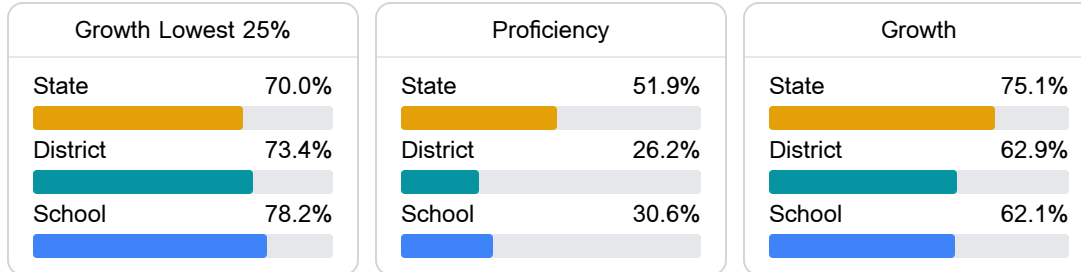 Growth Lowest 25%
State 70.0%
District 73.4%
School 78.2%
Proficiency
State 51.9%
District 26.2%
School 30.6%
Growth
State 75.1%
District 62.9%
School 62.1%